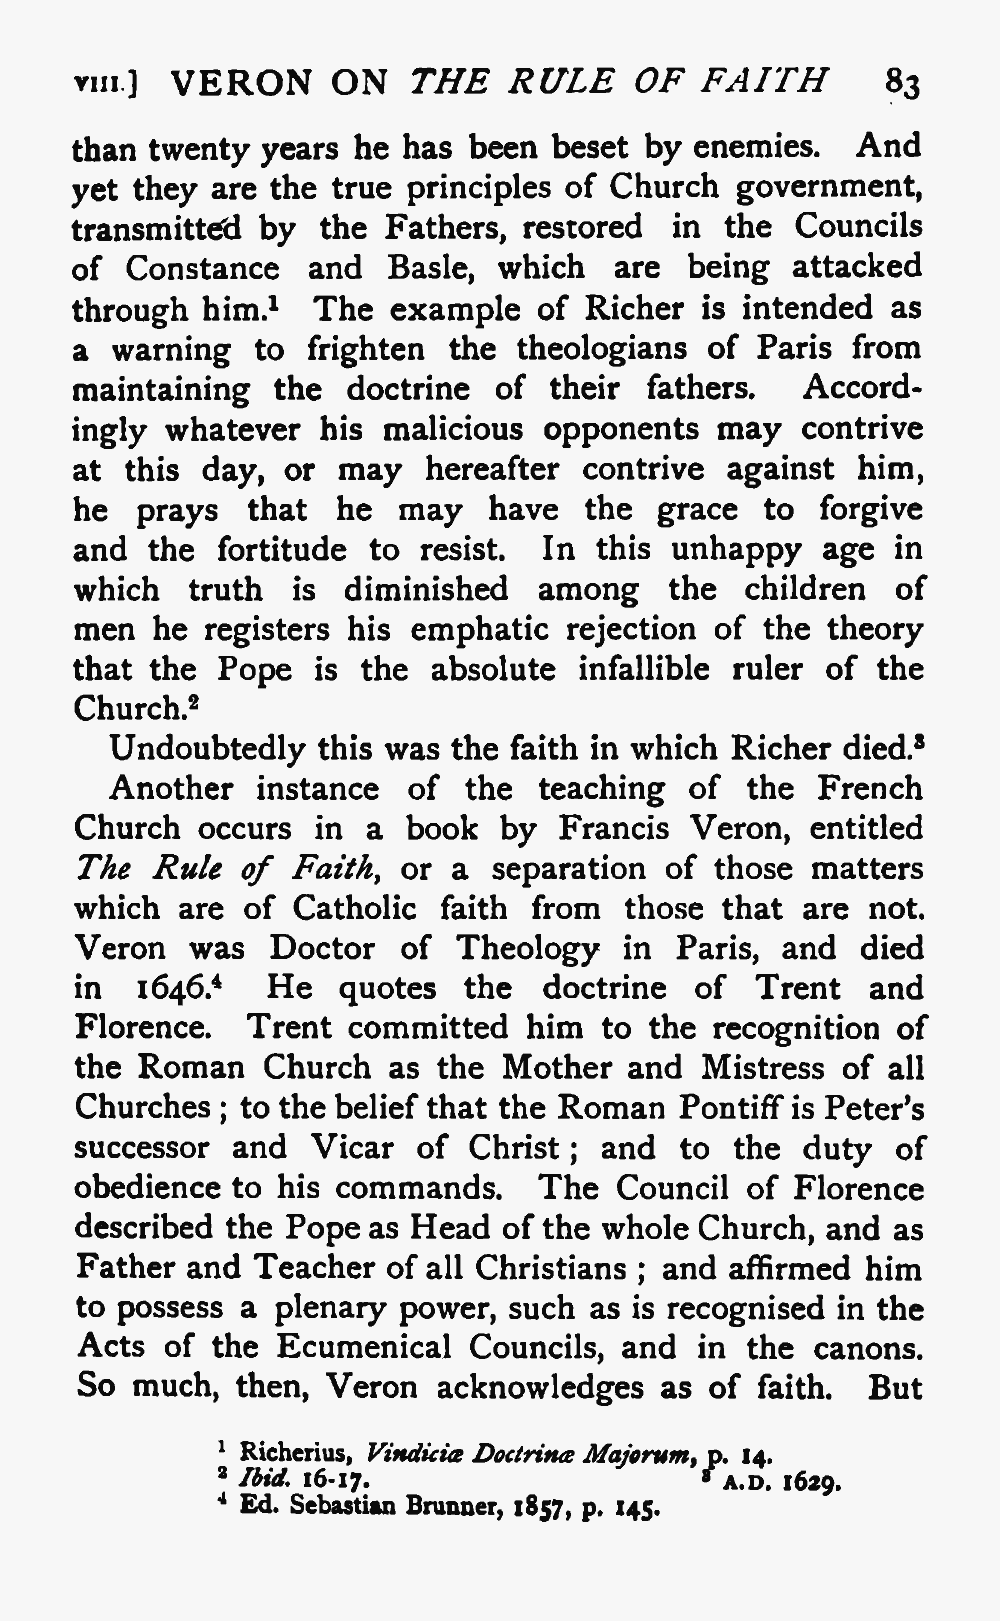 VIII.] VERON ON THE RULE OF FAITH 83
than twenty years he has been beset by enemies. And
yet they are the true principles of Church government,
transmitted by the Fathers, restored in the Councils
of Constance and Basle, which are being attacked
through him.¹ The example of Richer is intended as
a warning to frighten the theologians of Paris from
maintaining the doctrine of their fathers. Accord-
ingly whatever his malicious opponents may contrive
at this day, or may hereafter contrive against him,
he prays that he may have the grace to forgive
and the fortitude to resist. In this unhappy age in
which truth is diminished among the children of
men he registers his emphatic rejection of the theory
that the Pope is the absolute infallible ruler of the
Church.²
Undoubtedly this was the faith in which Richer died.³
Another instance of the teaching of the French
Church occurs in a book by Francis Veron, entitled
The Rule of Faith, or a separation of those matters
which are of Catholic faith from those that are not.
Veron was Doctor of Theology in Paris, and died
in 1646.⁴ He quotes the doctrine of Trent and
Florence. Trent committed him to the recognition of
the Roman Church as the Mother and Mistress of all
Churches ; to the belief that the Roman Pontiff is Peter's
successor and Vicar of Christ ; and to the duty of
obedience to his commands. The Council of Florence
described the Pope as Head of the whole Church, and as
Father and Teacher of all Christians ; and affirmed him
to possess a plenary power, such as is recognised in the
Acts of the Ecumenical Councils, and in the canons.
So much, then, Veron acknowledges as of faith. But
¹ Richerius, Vindiciæ Doctrinæ Majorum, p. 14.
² Ibid. 16-17. ³ A.D. 1629.
⁴ Ed. Sebastian Brunner, 1857, p. 145.